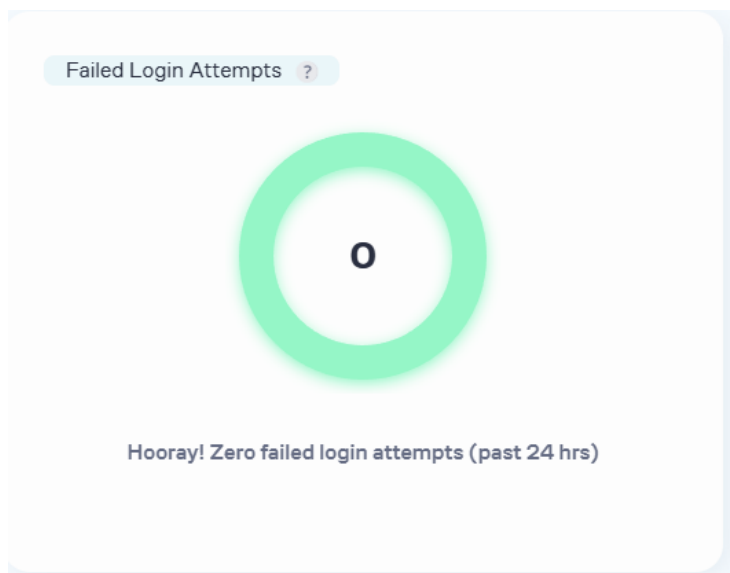 Failed Login Attempts ?
0
Hooray! Zero failed login attempts (past 24 hrs)